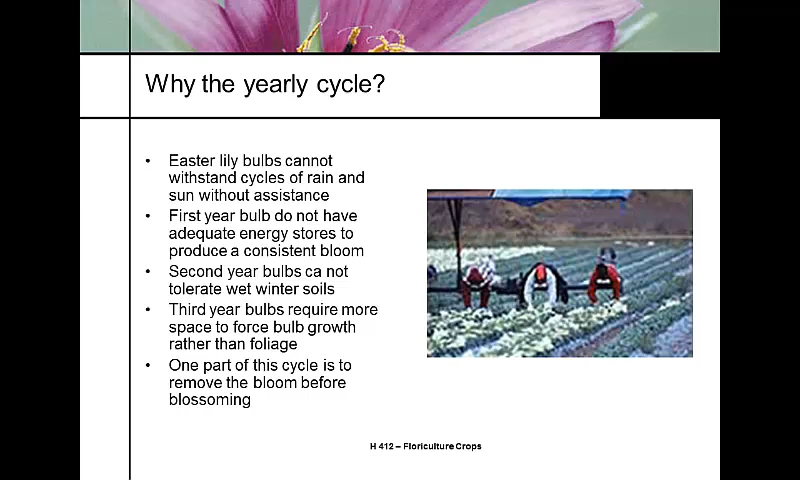 Why the yearly cycle?
• Easter lily bulbs cannot
withstand cycles of rain and
sun without assistance
• First year bulb do not have
adequate energy stores to
produce a consistent bloom
• Second year bulbs ca not
tolerate wet winter soils
• Third year bulbs require more
space to force bulb growth
rather than foliage
• One part of this cycle is to
remove the bloom before
blossoming
H 412 – Floriculture Crops